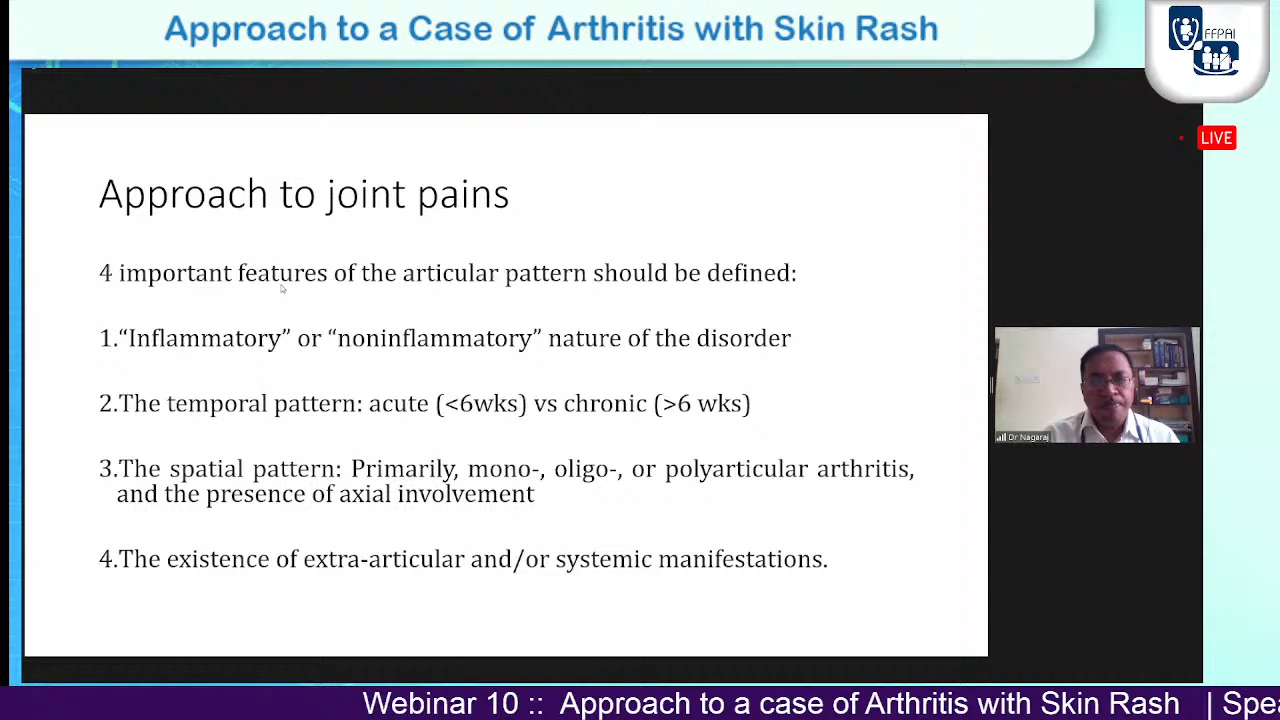 Approach to a Case of Arthritis with Skin Rash
FFPAI
LIVE
Approach to joint pains
4 important features of the articular pattern should be defined:
1.“Inflammatory” or “noninflammatory” nature of the disorder
2.The temporal pattern: acute (<6wks) vs chronic (>6 wks)
3.The spatial pattern: Primarily, mono-, oligo-, or polyarticular arthritis,
and the presence of axial involvement
4.The existence of extra-articular and/or systemic manifestations.
Dr Nagaraj
Webinar 10 :: Approach to a case of Arthritis with Skin Rash | Spea